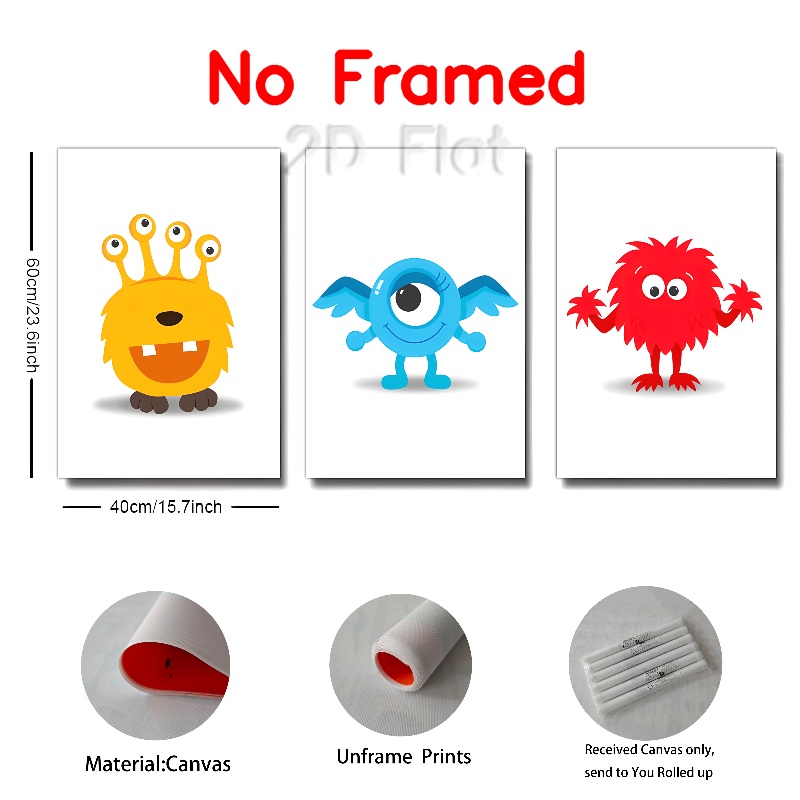 No Framed
2D Flat
60cm/23.6inch
40cm/15.7inch
Material:Canvas
Unframe Prints
Received Canvas only,
send to You Rolled up